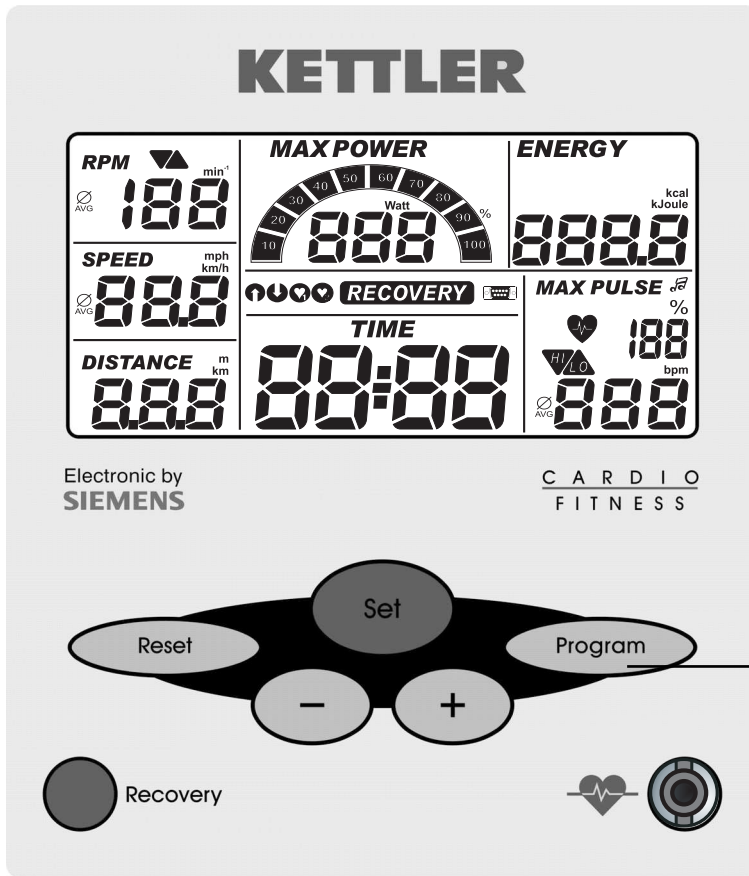 KETTLER
RPM
min-1
Ø
AVG
188
SPEED
mph
km/h
Ø
AVG
88.8
DISTANCE
m
km
8.8.8
MAX POWER
10 20 30 40 50 60 70 80 90 100
%
Watt
888
RECOVERY
TIME
88:88
ENERGY
kcal
kJoule
888.8
MAX PULSE
%
188
HI
LO
bpm
Ø
AVG
888
Electronic by
SIEMENS
CARDIO
FITNESS
Set
Reset
Program
− +
Recovery